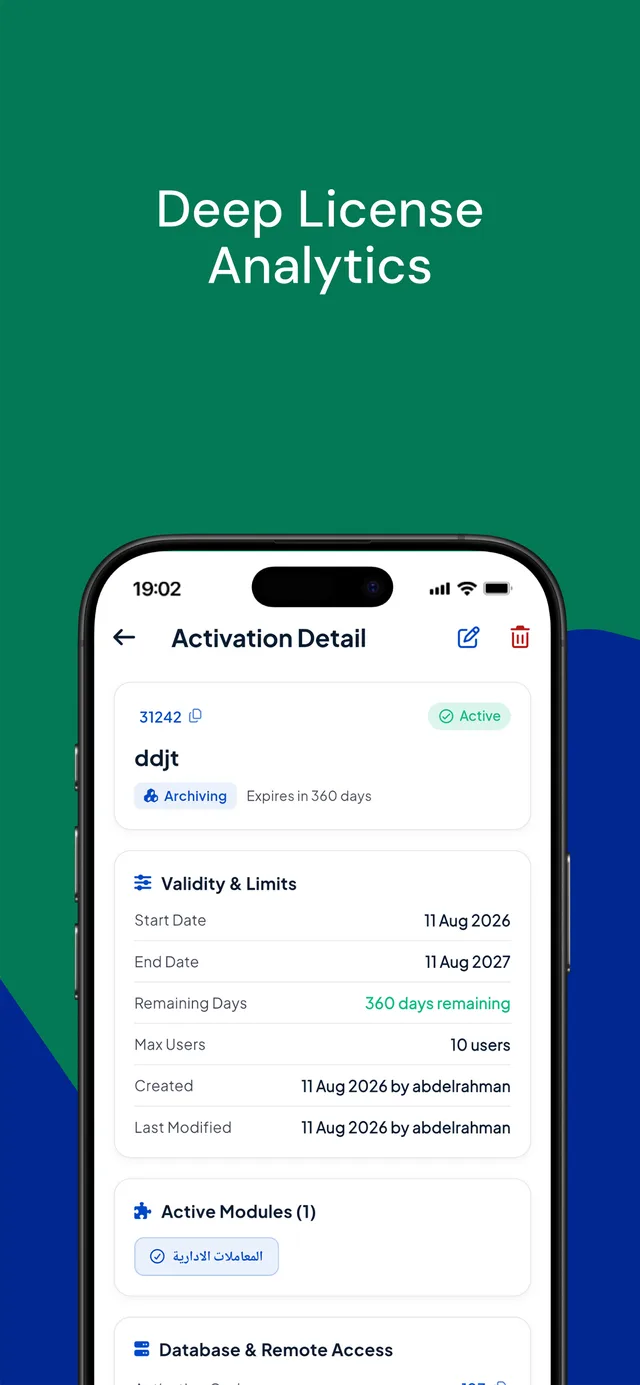 Deep License
Analytics
19:02
Activation Detail
31242
Active
ddjt
Archiving
Expires in 360 days
Validity & Limits
Start Date
11 Aug 2026
End Date
11 Aug 2027
Remaining Days
360 days remaining
Max Users
10 users
Created
11 Aug 2026 by abdelrahman
Last Modified
11 Aug 2026 by abdelrahman
Active Modules (1)
المعاملات الادارية
Database & Remote Access